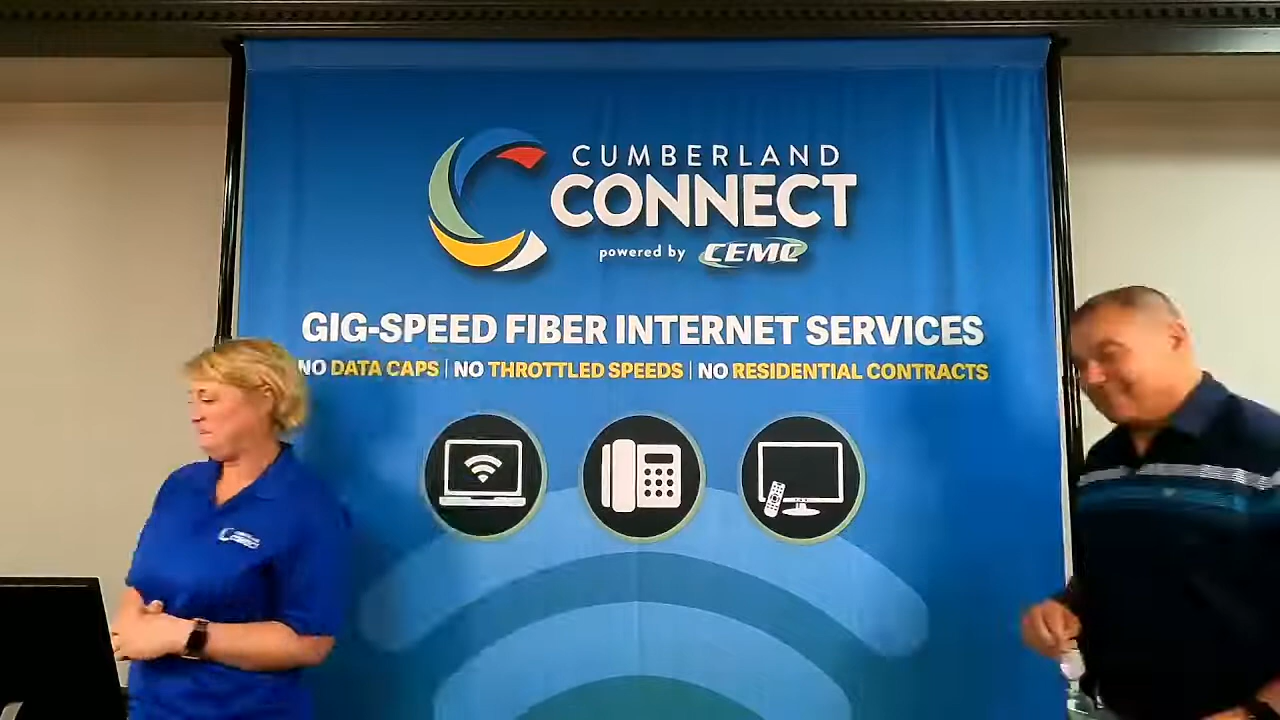 CUMBERLAND
CONNECT
powered by CEMC
GIG-SPEED FIBER INTERNET SERVICES
NO DATA CAPS | NO THROTTLED SPEEDS | NO RESIDENTIAL CONTRACTS